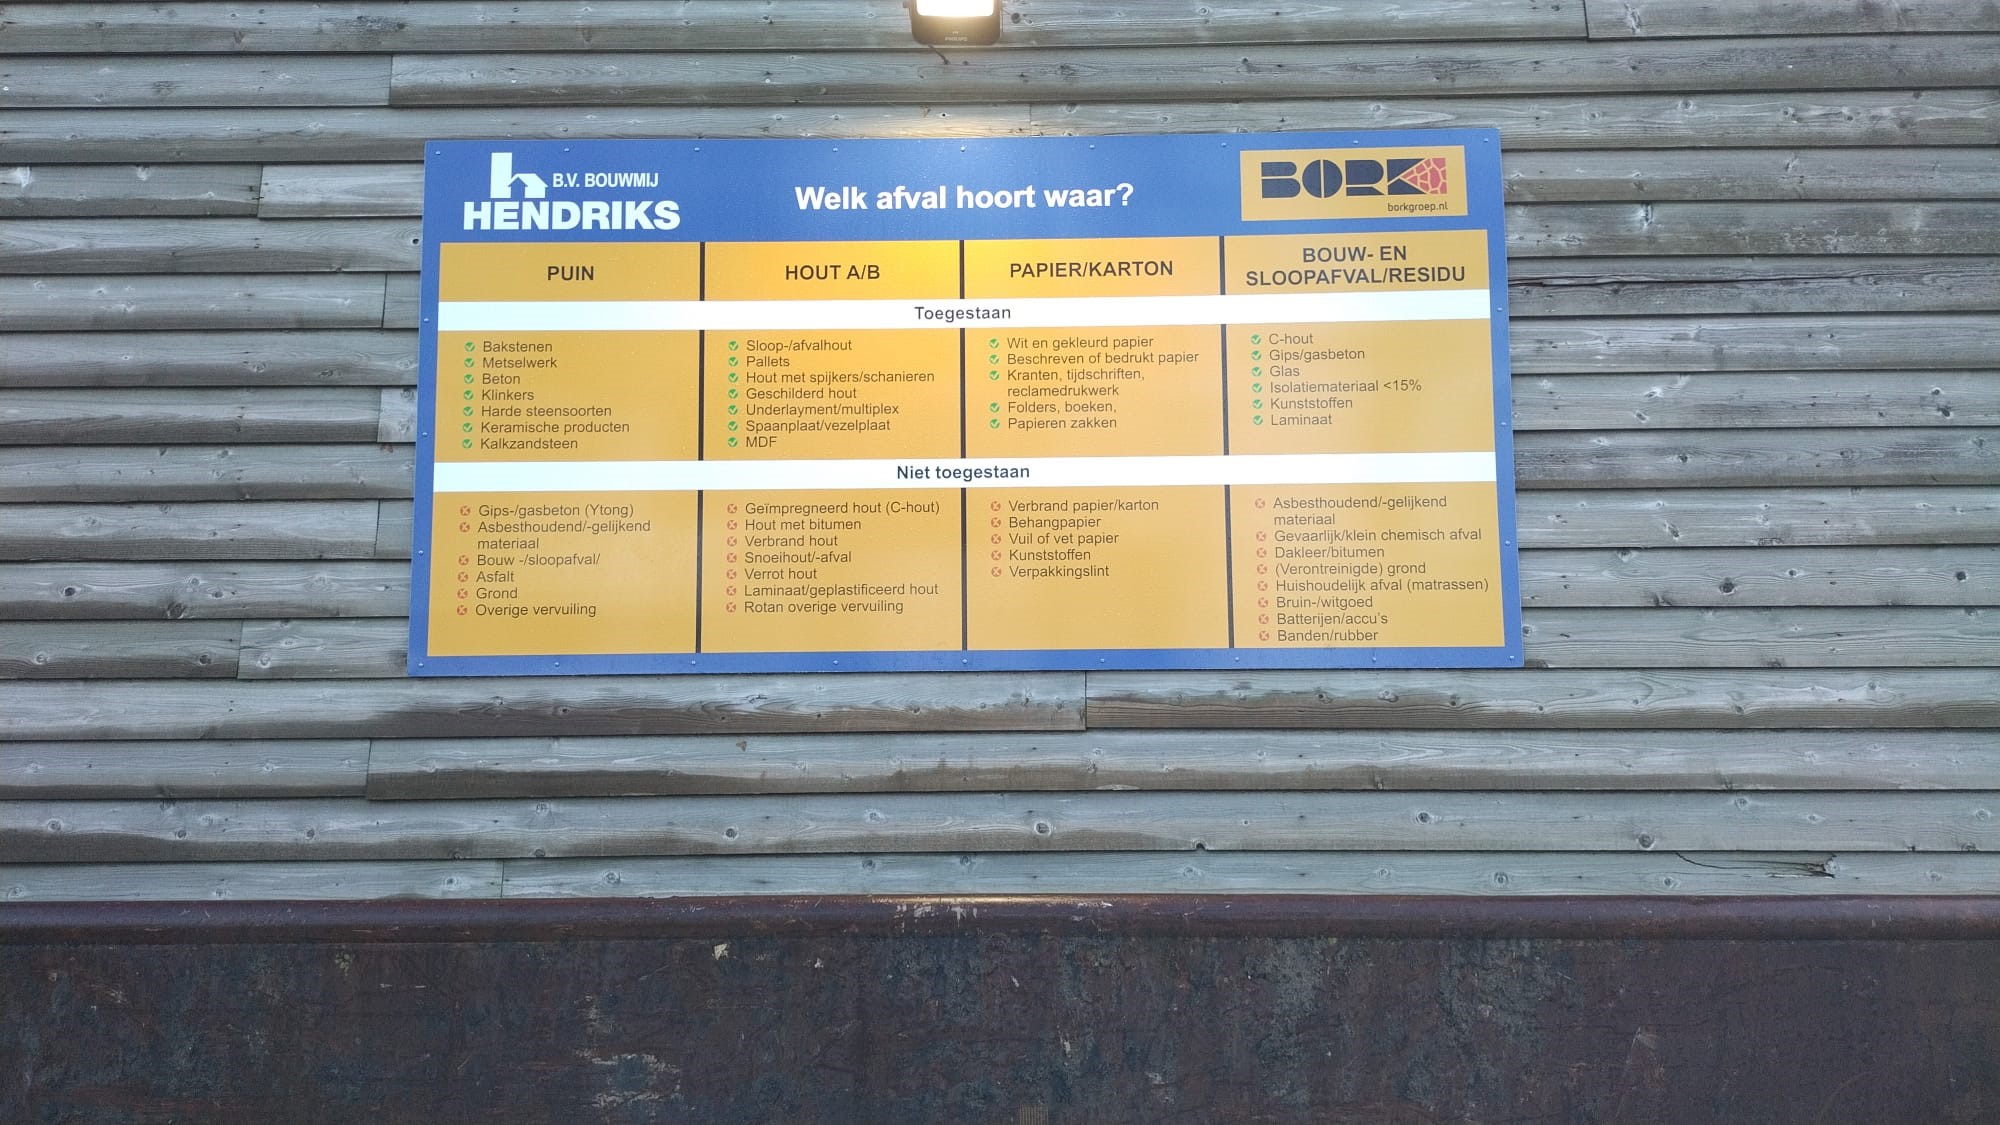 B.V. BOUWMIJ
HENDRIKS
Welk afval hoort waar?
BORK
borkgroep.nl
PUIN
HOUT A/B
PAPIER/KARTON
BOUW- EN
SLOOPAFVAL/RESIDU
Toegestaan
Bakstenen
Metselwerk
Beton
Klinkers
Harde steensoorten
Keramische producten
Kalkzandsteen
Sloop-/afvalhout
Pallets
Hout met spijkers/schanieren
Geschilderd hout
Underlayment/multiplex
Spaanplaat/vezelplaat
MDF
Wit en gekleurd papier
Beschreven of bedrukt papier
Kranten, tijdschriften,
reclamedrukwerk
Folders, boeken,
Papieren zakken
C-hout
Gips/gasbeton
Glas
Isolatiemateriaal <15%
Kunststoffen
Laminaat
Niet toegestaan
Gips-/gasbeton (Ytong)
Asbesthoudend/-gelijkend
materiaal
Bouw -/sloopafval/
Asfalt
Grond
Overige vervuiling
Geïmpregneerd hout (C-hout)
Hout met bitumen
Verbrand hout
Snoeihout/-afval
Verrot hout
Laminaat/geplastificeerd hout
Rotan overige vervuiling
Verbrand papier/karton
Behangpapier
Vuil of vet papier
Kunststoffen
Verpakkingslint
Asbesthoudend/-gelijkend
materiaal
Gevaarlijk/klein chemisch afval
Dakleer/bitumen
(Verontreinigde) grond
Huishoudelijk afval (matrassen)
Bruin-/witgoed
Batterijen/accu's
Banden/rubber